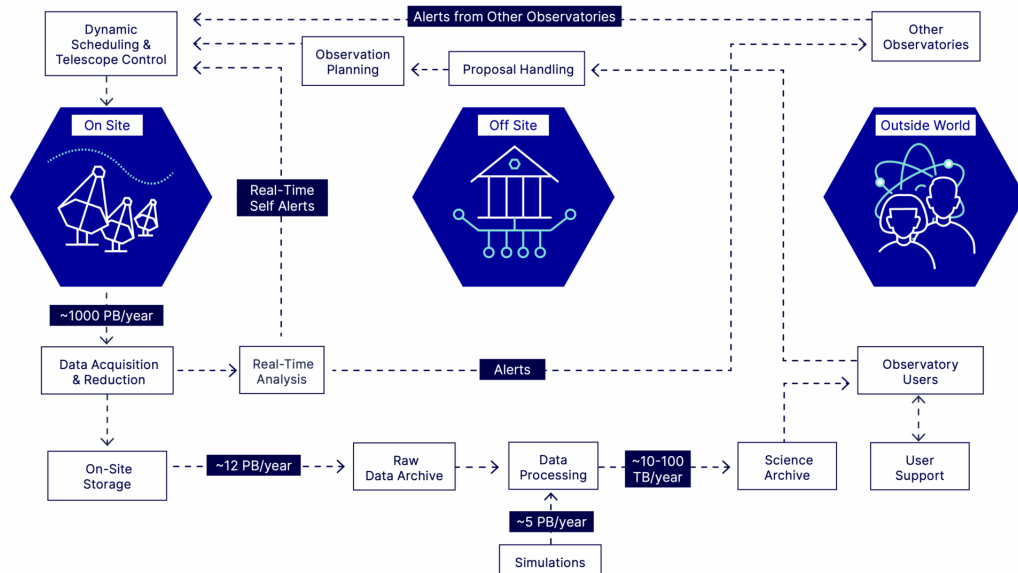 Alerts from Other Observatories
Dynamic
Scheduling &
Telescope Control
Observation
Planning
Proposal Handling
Other
Observatories
On Site
Off Site
Outside World
Real-Time
Self Alerts
~1000 PB/year
Data Acquisition
& Reduction
Real-Time
Analysis
Alerts
Observatory
Users
On-Site
Storage
~12 PB/year
Raw
Data Archive
Data
Processing
~10-100
TB/year
Science
Archive
User
Support
~5 PB/year
Simulations